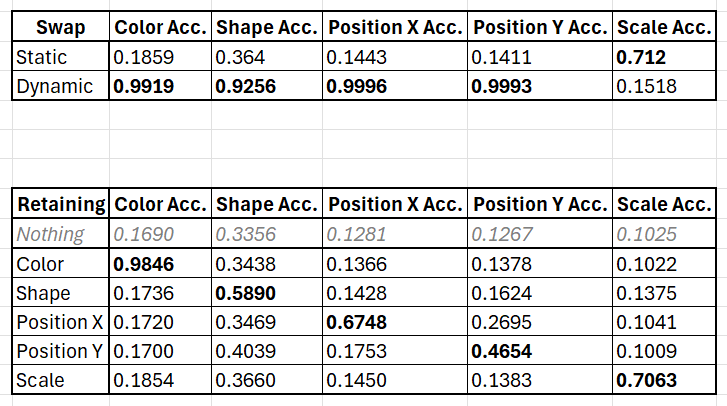 Swap Color Acc. Shape Acc. Position X Acc. Position Y Acc. Scale Acc.
Static 0.1859 0.364 0.1443 0.1411 0.712
Dynamic 0.9919 0.9256 0.9996 0.9993 0.1518
Retaining Color Acc. Shape Acc. Position X Acc. Position Y Acc. Scale Acc.
Nothing 0.1690 0.3356 0.1281 0.1267 0.1025
Color 0.9846 0.3438 0.1366 0.1378 0.1022
Shape 0.1736 0.5890 0.1428 0.1624 0.1375
Position X 0.1720 0.3469 0.6748 0.2695 0.1041
Position Y 0.1700 0.4039 0.1753 0.4654 0.1009
Scale 0.1854 0.3660 0.1450 0.1383 0.7063